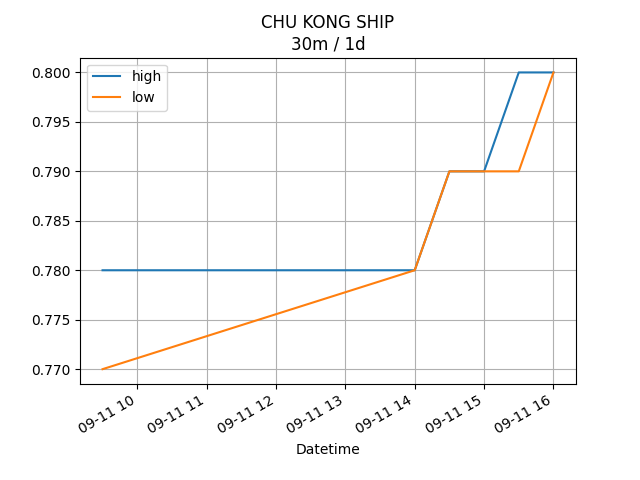 CHU KONG SHIP
30m / 1d
high
low
0.800
0.795
0.790
0.785
0.780
0.775
0.770
09-11 10
09-11 11
09-11 12
09-11 13
09-11 14
09-11 15
09-11 16
Datetime